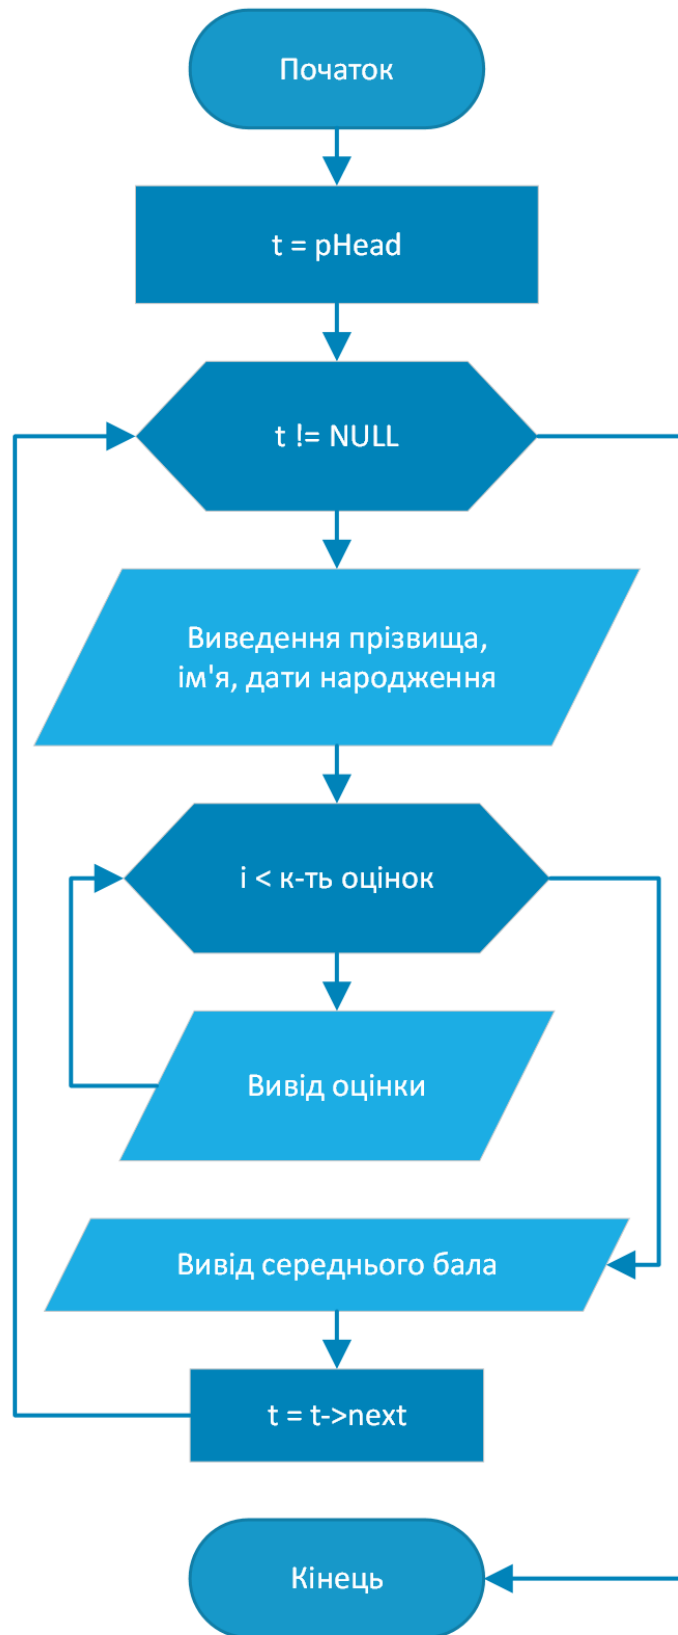 Початок
t = pHead
t != NULL
Виведення прізвища,
ім'я, дати народження
i < к-ть оцінок
Вивід оцінки
Вивід середнього бала
t = t->next
Кінець